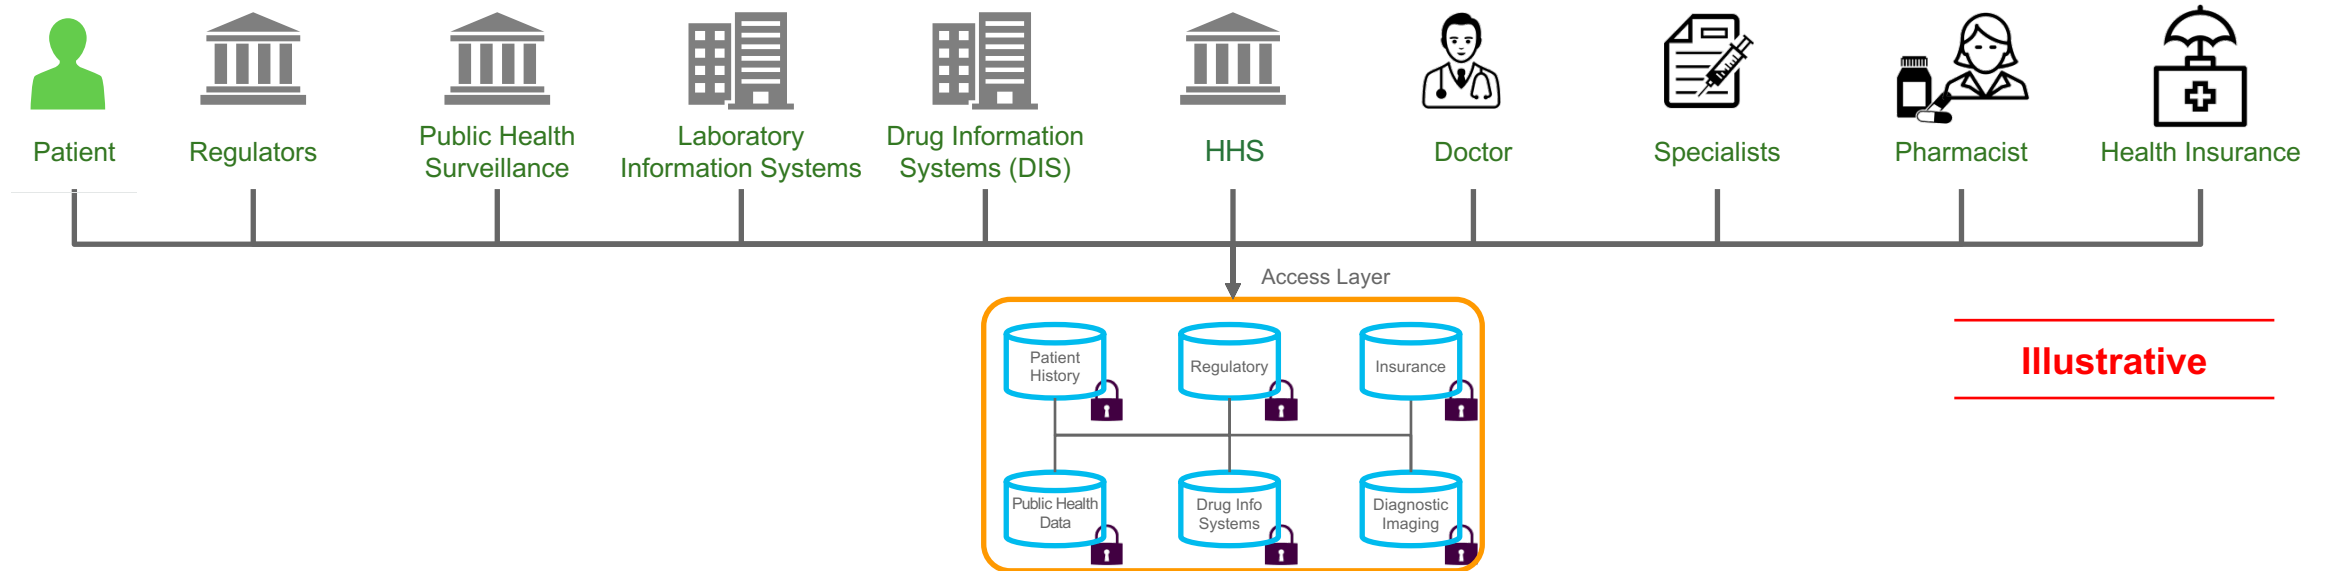 Patient
Regulators
Public Health
Surveillance
Laboratory
Information Systems
Drug Information
Systems (DIS)
HHS
Doctor
Specialists
Pharmacist
Health Insurance
Access Layer
Patient
History
Regulatory
Insurance
Illustrative
Public Health
Data
Drug Info
Systems
Diagnostic
Imaging